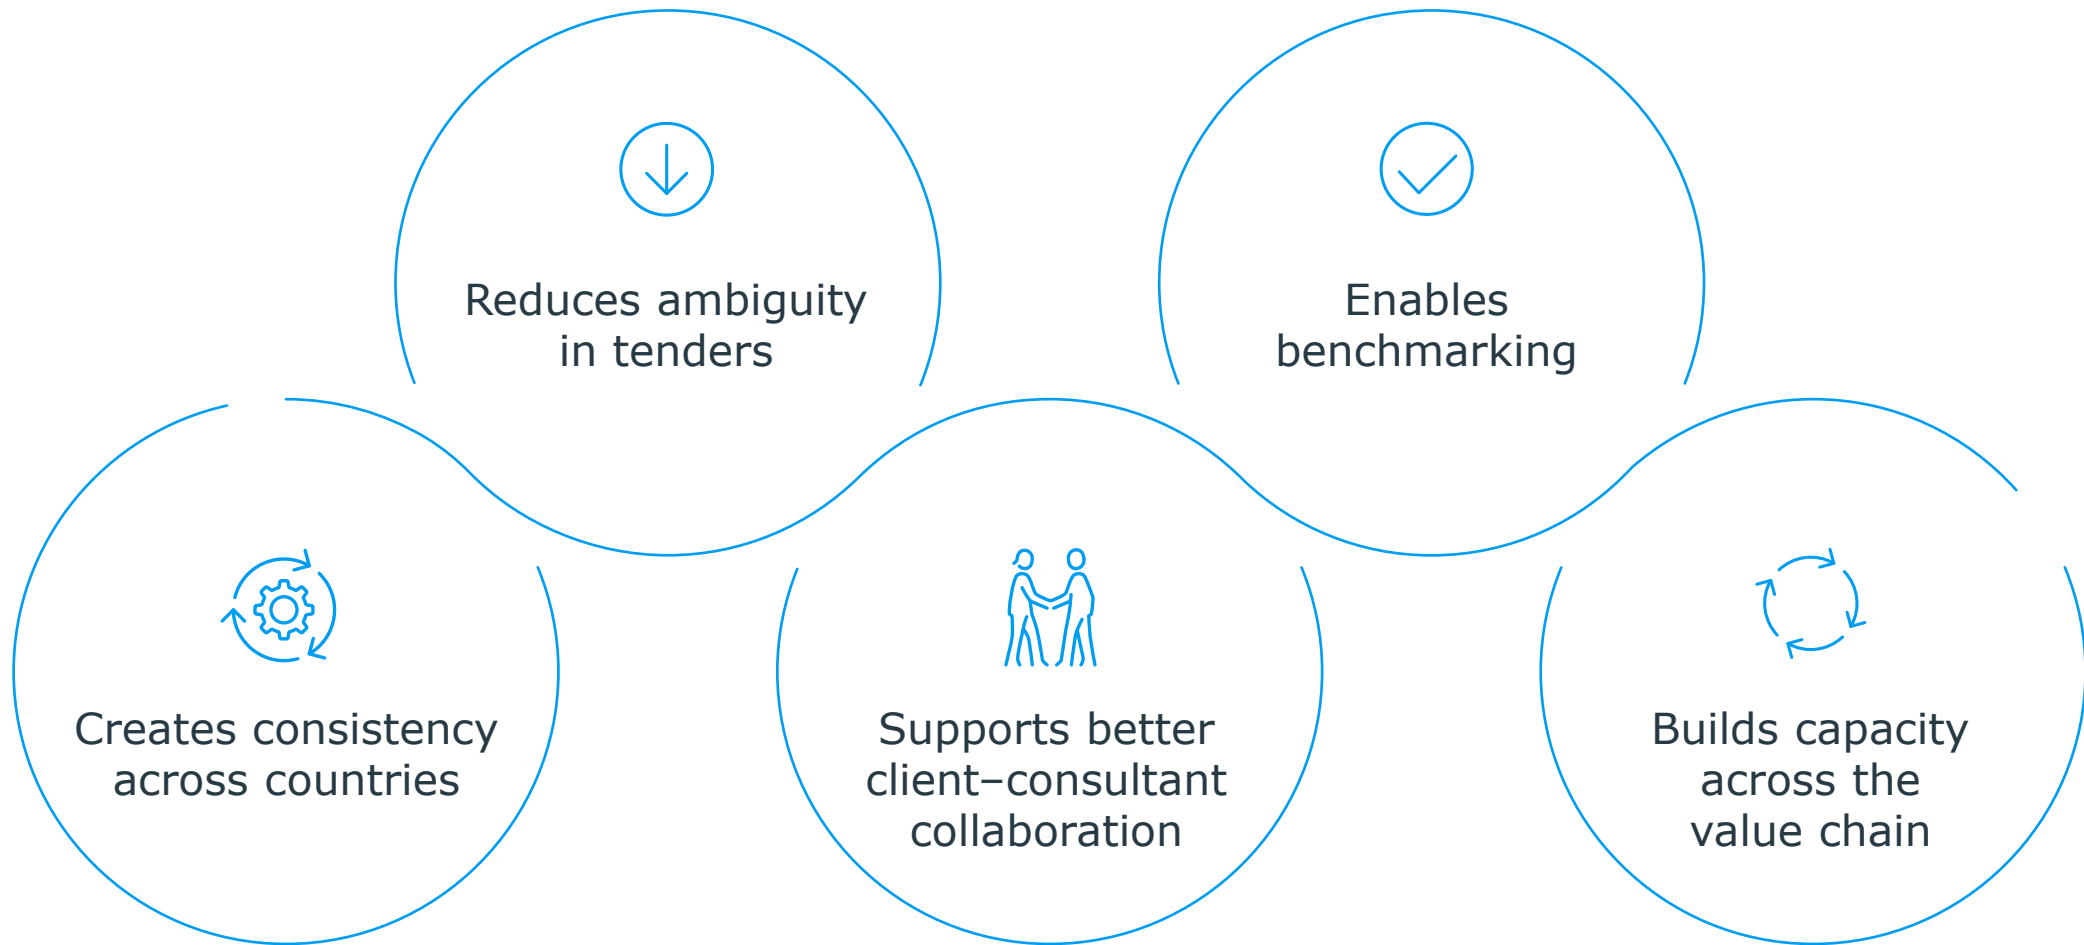 Reduces ambiguity
in tenders
Enables
benchmarking
Creates consistency
across countries
Supports better
client–consultant
collaboration
Builds capacity
across the
value chain